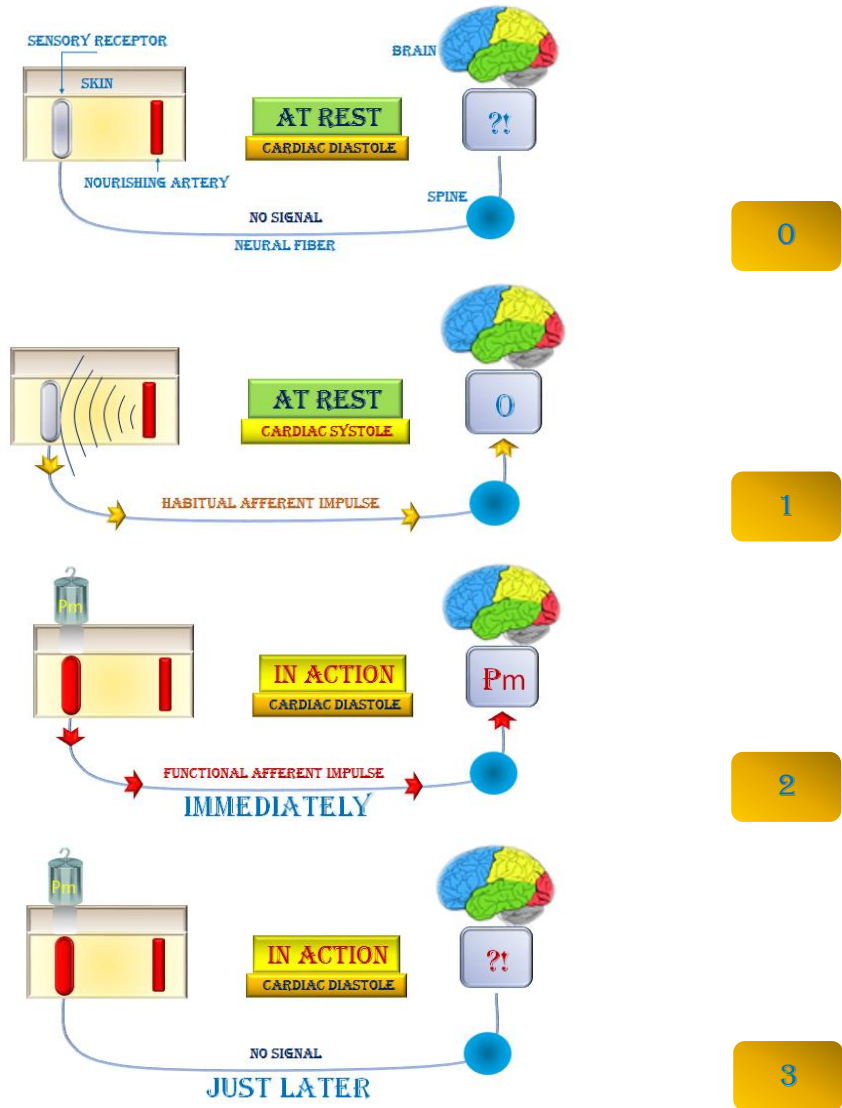 SENSORY RECEPTOR
BRAIN
SKIN
AT REST
?!
CARDIAC DIASTOLE
NOURISHING ARTERY
SPINE
NO SIGNAL
NEURAL FIBER
0
AT REST
0
CARDIAC SYSTOLE
HABITUAL AFFERENT IMPULSE
1
Pm
IN ACTION
Pm
CARDIAC DIASTOLE
FUNCTIONAL AFFERENT IMPULSE
IMMEDIATELY
2
Pm
IN ACTION
?!
CARDIAC DIASTOLE
NO SIGNAL
JUST LATER
3